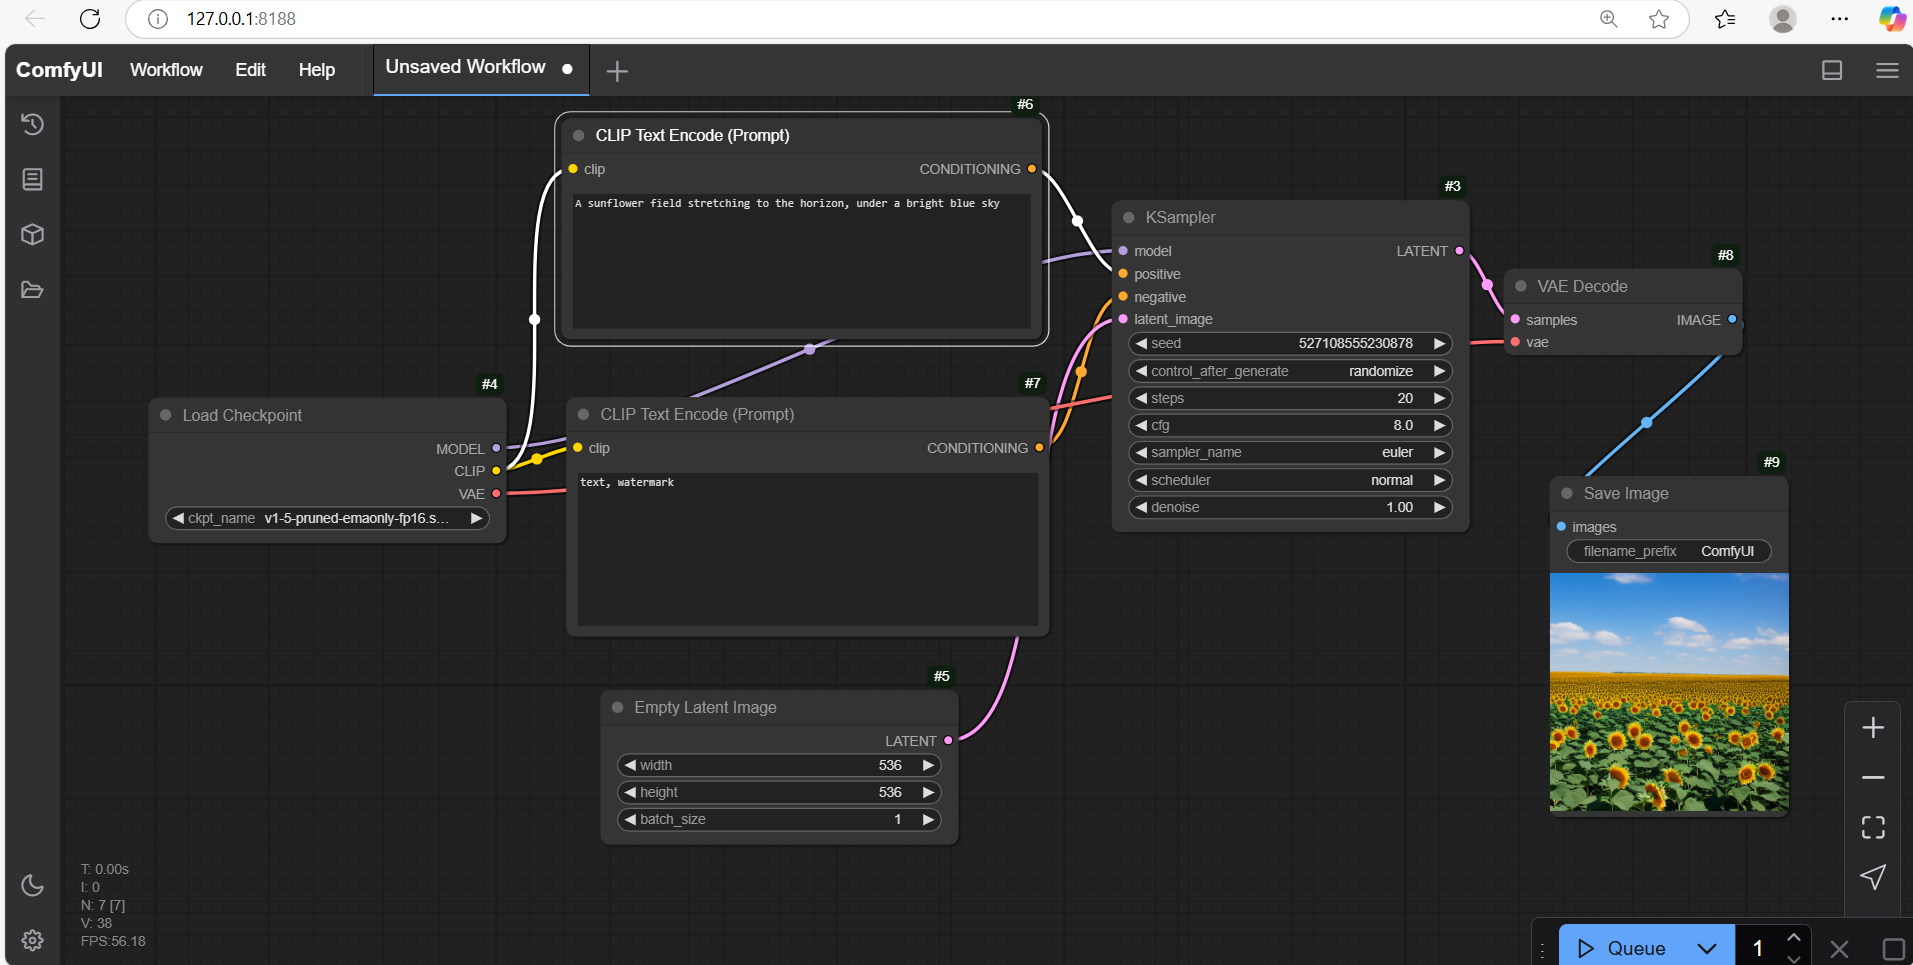 127.0.0.1:8188
ComfyUI Workflow Edit Help Unsaved Workflow
#6
CLIP Text Encode (Prompt)
clip CONDITIONING
A sunflower field stretching to the horizon, under a bright blue sky
#3
KSampler
model LATENT
positive
negative
latent_image
seed 527108555230878
control_after_generate randomize
steps 20
cfg 8.0
sampler_name euler
scheduler normal
denoise 1.00
#8
VAE Decode
samples IMAGE
vae
#4
Load Checkpoint
MODEL
CLIP
VAE
ckpt_name v1-5-pruned-emaonly-fp16.s...
#7
CLIP Text Encode (Prompt)
clip CONDITIONING
text, watermark
#9
Save Image
images
filename_prefix ComfyUI
#5
Empty Latent Image
LATENT
width 536
height 536
batch_size 1
T: 0.00s
I: 0
N: 7 [7]
V: 38
FPS:56.18
Queue 1